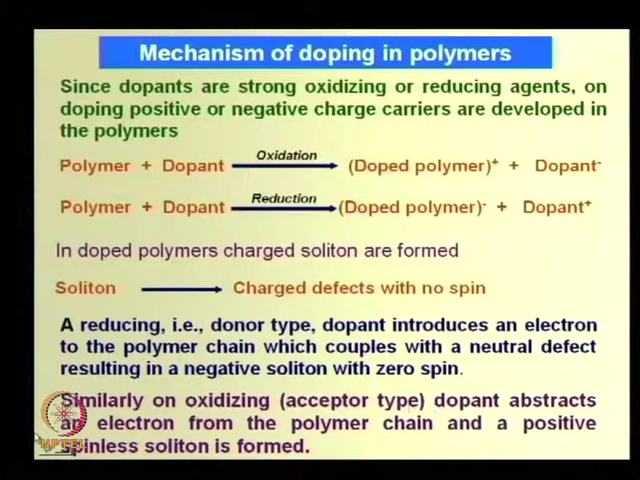 Mechanism of doping in polymers
Since dopants are strong oxidizing or reducing agents, on
doping positive or negative charge carriers are developed in
the polymers
Oxidation
Polymer + Dopant ⟶ (Doped polymer)⁺ + Dopant⁻
Reduction
Polymer + Dopant ⟶ (Doped polymer)⁻ + Dopant⁺
In doped polymers charged soliton are formed
Soliton ⟶ Charged defects with no spin
A reducing, i.e., donor type, dopant introduces an electron
to the polymer chain which couples with a neutral defect
resulting in a negative soliton with zero spin.
Similarly on oxidizing (acceptor type) dopant abstracts
an electron from the polymer chain and a positive
spinless soliton is formed.
NPTEL